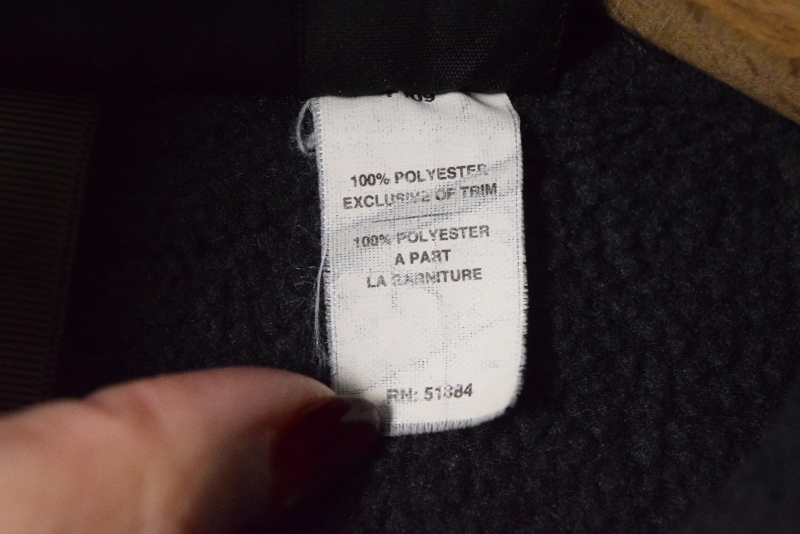 100% POLYESTER
EXCLUSIVE OF TRIM
100% POLYESTER
A PART
LA GARNITURE
RN: 51884